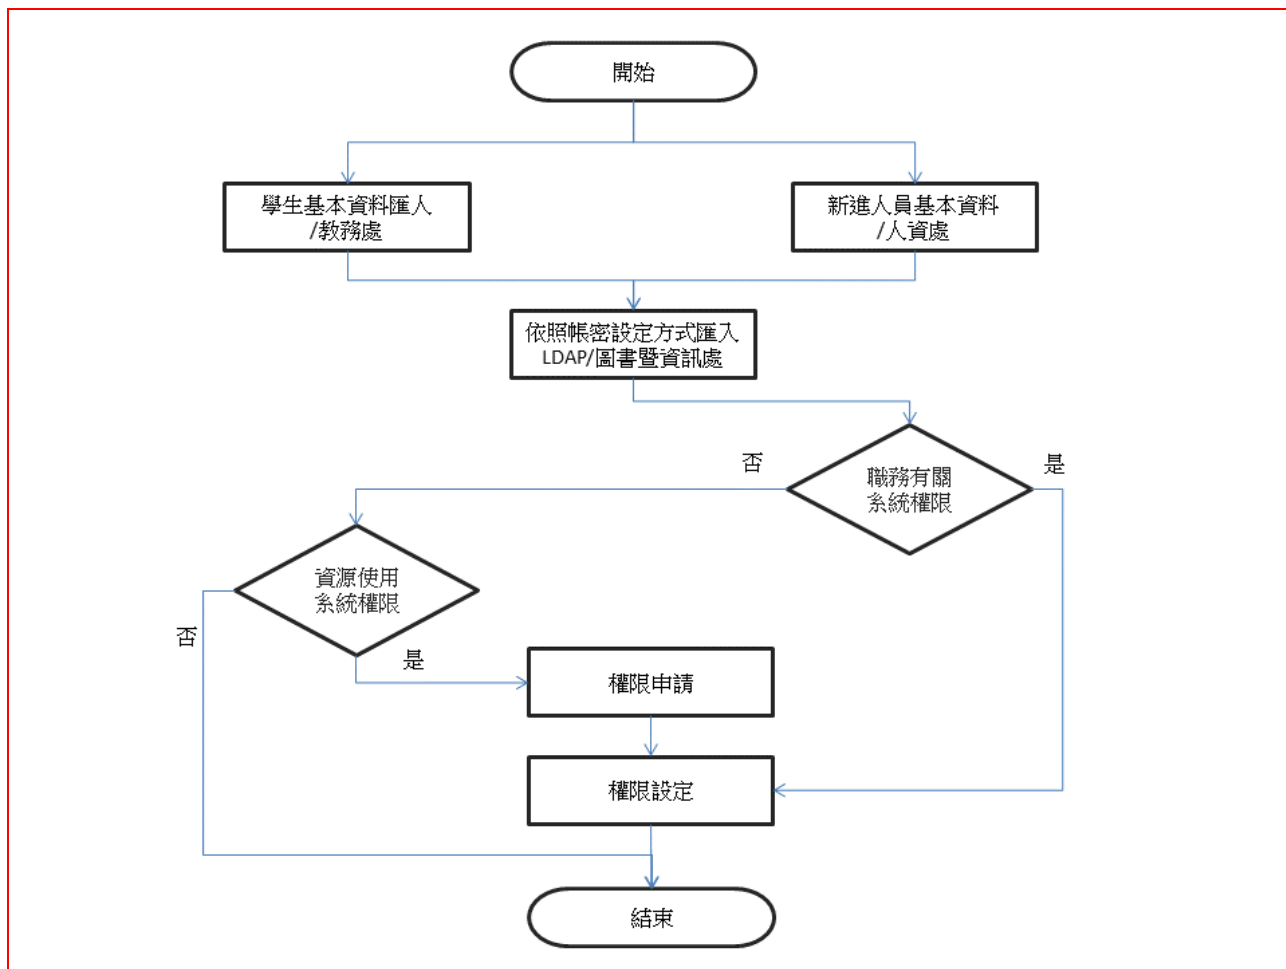 開始
學生基本資料匯人
/教務處
新進人員基本資料
/人資處
依照帳密設定方式匯入
LDAP/圖書暨資訊處
否
職務有關
系統權限
是
資源使用
系統權限
否
是
權限申請
權限設定
結束